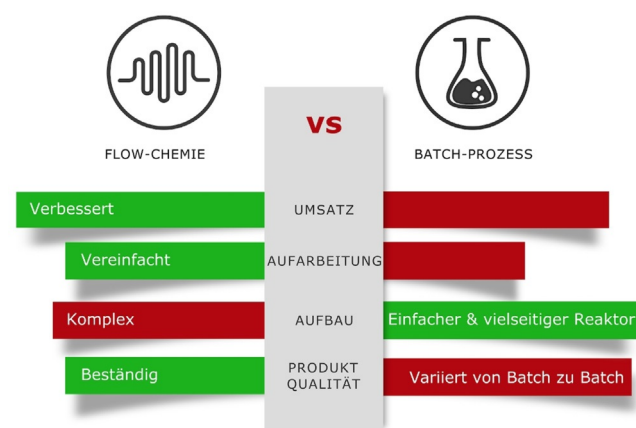 vs
FLOW-CHEMIE
BATCH-PROZESS
Verbessert
UMSATZ
Vereinfacht
AUFARBEITUNG
Komplex
AUFBAU
Einfacher & vielseitiger Reaktor
Beständig
PRODUKT
QUALITÄT
Variiert von Batch zu Batch